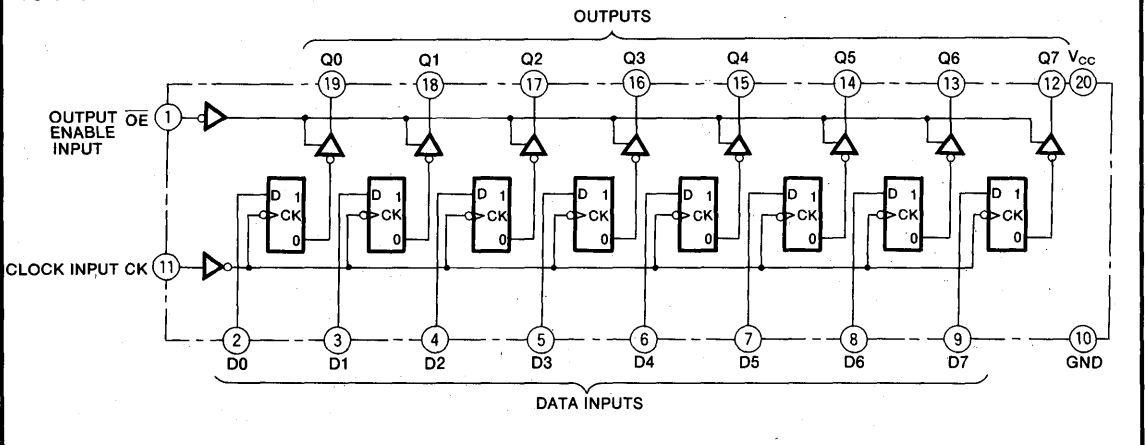 OUTPUTS
Q0 Q1 Q2 Q3 Q4 Q5 Q6 Q7 VCC
19 18 17 16 15 14 13 12 20
OUTPUT OE 1
ENABLE
INPUT
D 1 D 1 D 1 D 1 D 1 D 1 D 1 D 1
CK CK CK CK CK CK CK CK
0 0 0 0 0 0 0 0
CLOCK INPUT CK 11
2 3 4 5 6 7 8 9 10
D0 D1 D2 D3 D4 D5 D6 D7 GND
DATA INPUTS